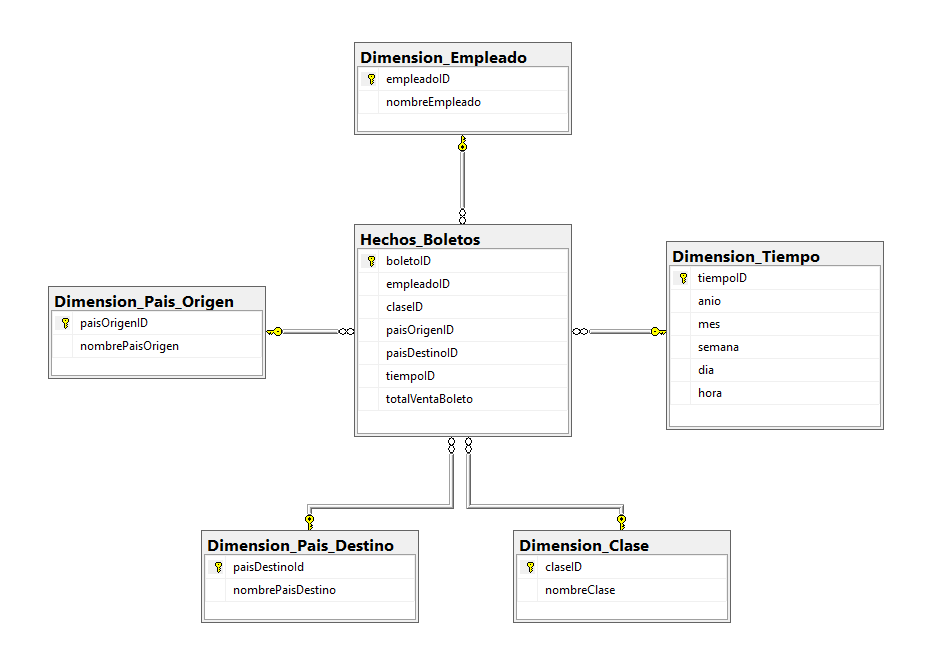 Dimension_Empleado
empleadoID
nombreEmpleado
Hechos_Boletos
boletoID
empleadoID
claseID
paisOrigenID
paisDestinoID
tiempoID
totalVentaBoleto
Dimension_Tiempo
tiempoID
anio
mes
semana
dia
hora
Dimension_Pais_Origen
paisOrigenID
nombrePaisOrigen
Dimension_Pais_Destino
paisDestinoId
nombrePaisDestino
Dimension_Clase
claseID
nombreClase